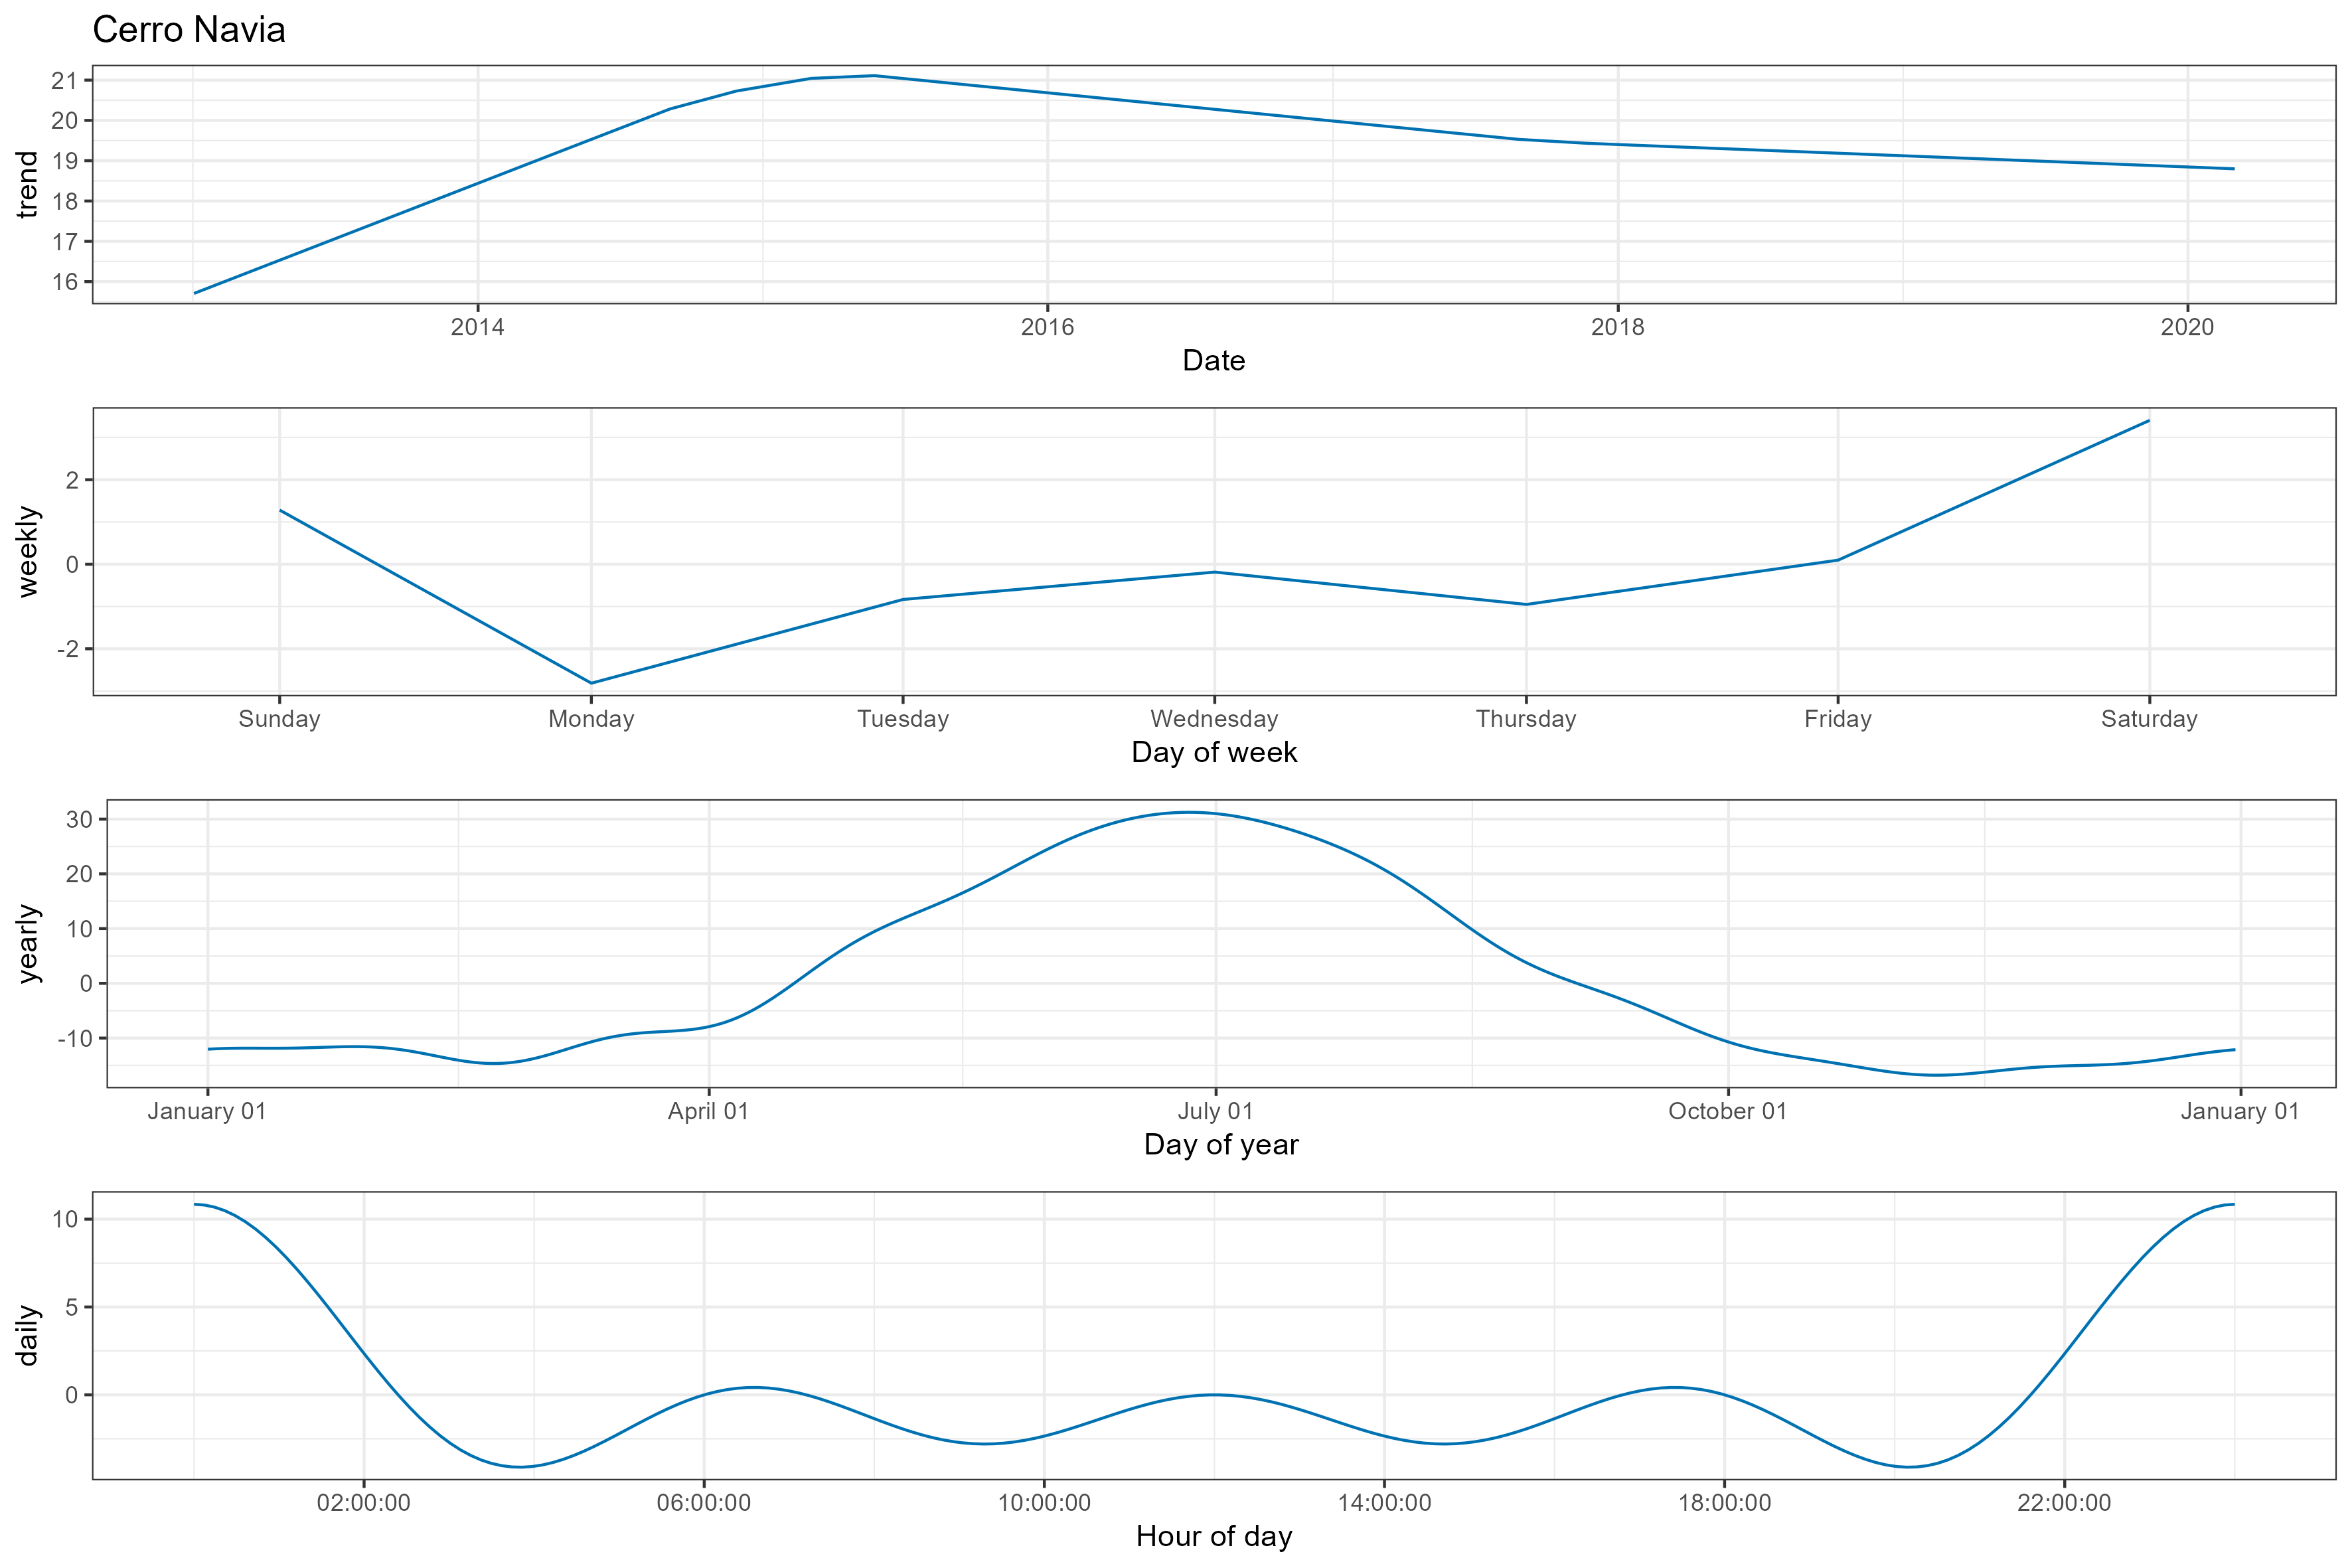 Cerro Navia
trend
21
20
19
18
17
16
2014 2016 2018 2020
Date
weekly
2
0
-2
Sunday Monday Tuesday Wednesday Thursday Friday Saturday
Day of week
yearly
30
20
10
0
-10
January 01 April 01 July 01 October 01 January 01
Day of year
daily
10
5
0
02:00:00 06:00:00 10:00:00 14:00:00 18:00:00 22:00:00
Hour of day